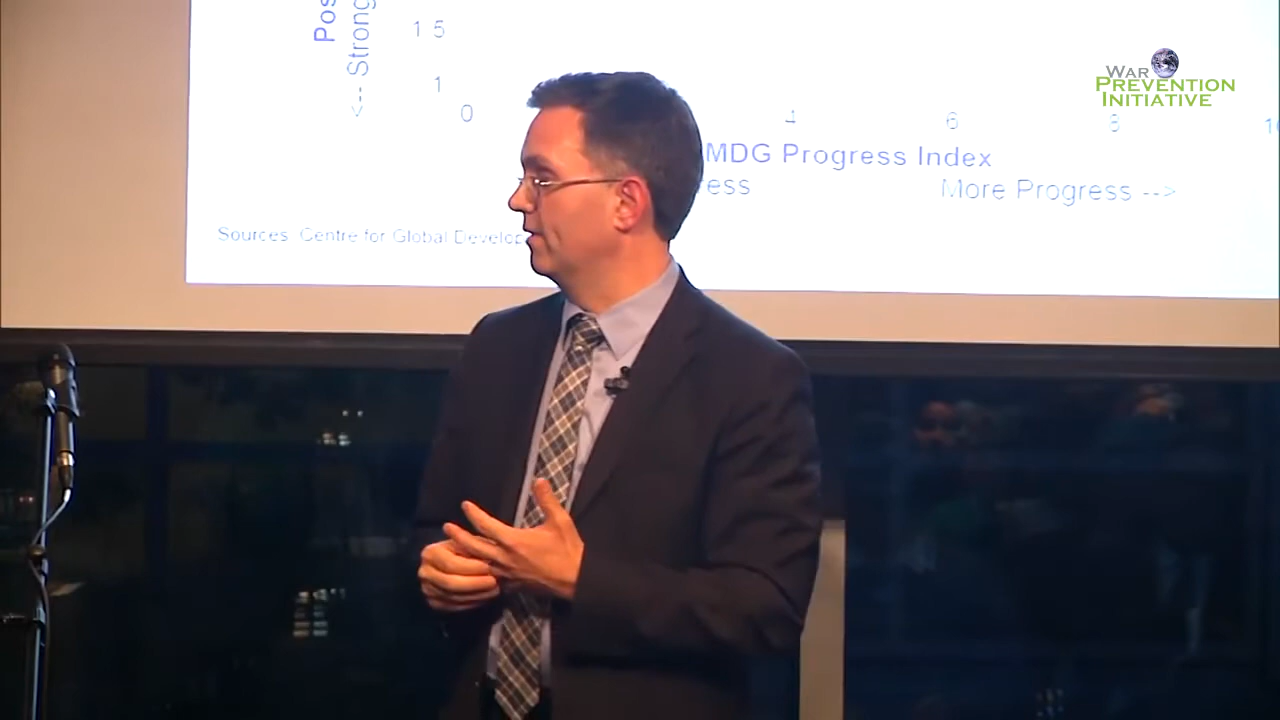 Pos
<-- Strong
1 5
1
0
4
6
8
MDG Progress Index
ress
More Progress -->
Sources Centre for Global Develop
WAR
PREVENTION
INITIATIVE